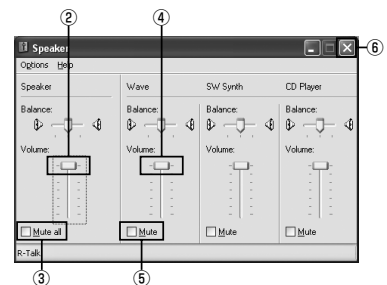 ② ④
Speaker ⑥
Options Help
Speaker Wave SW Synth CD Player
Balance: Balance: Balance: Balance:
Volume: Volume: Volume: Volume:
Mute all Mute Mute Mute
R-Talk
③ ⑤